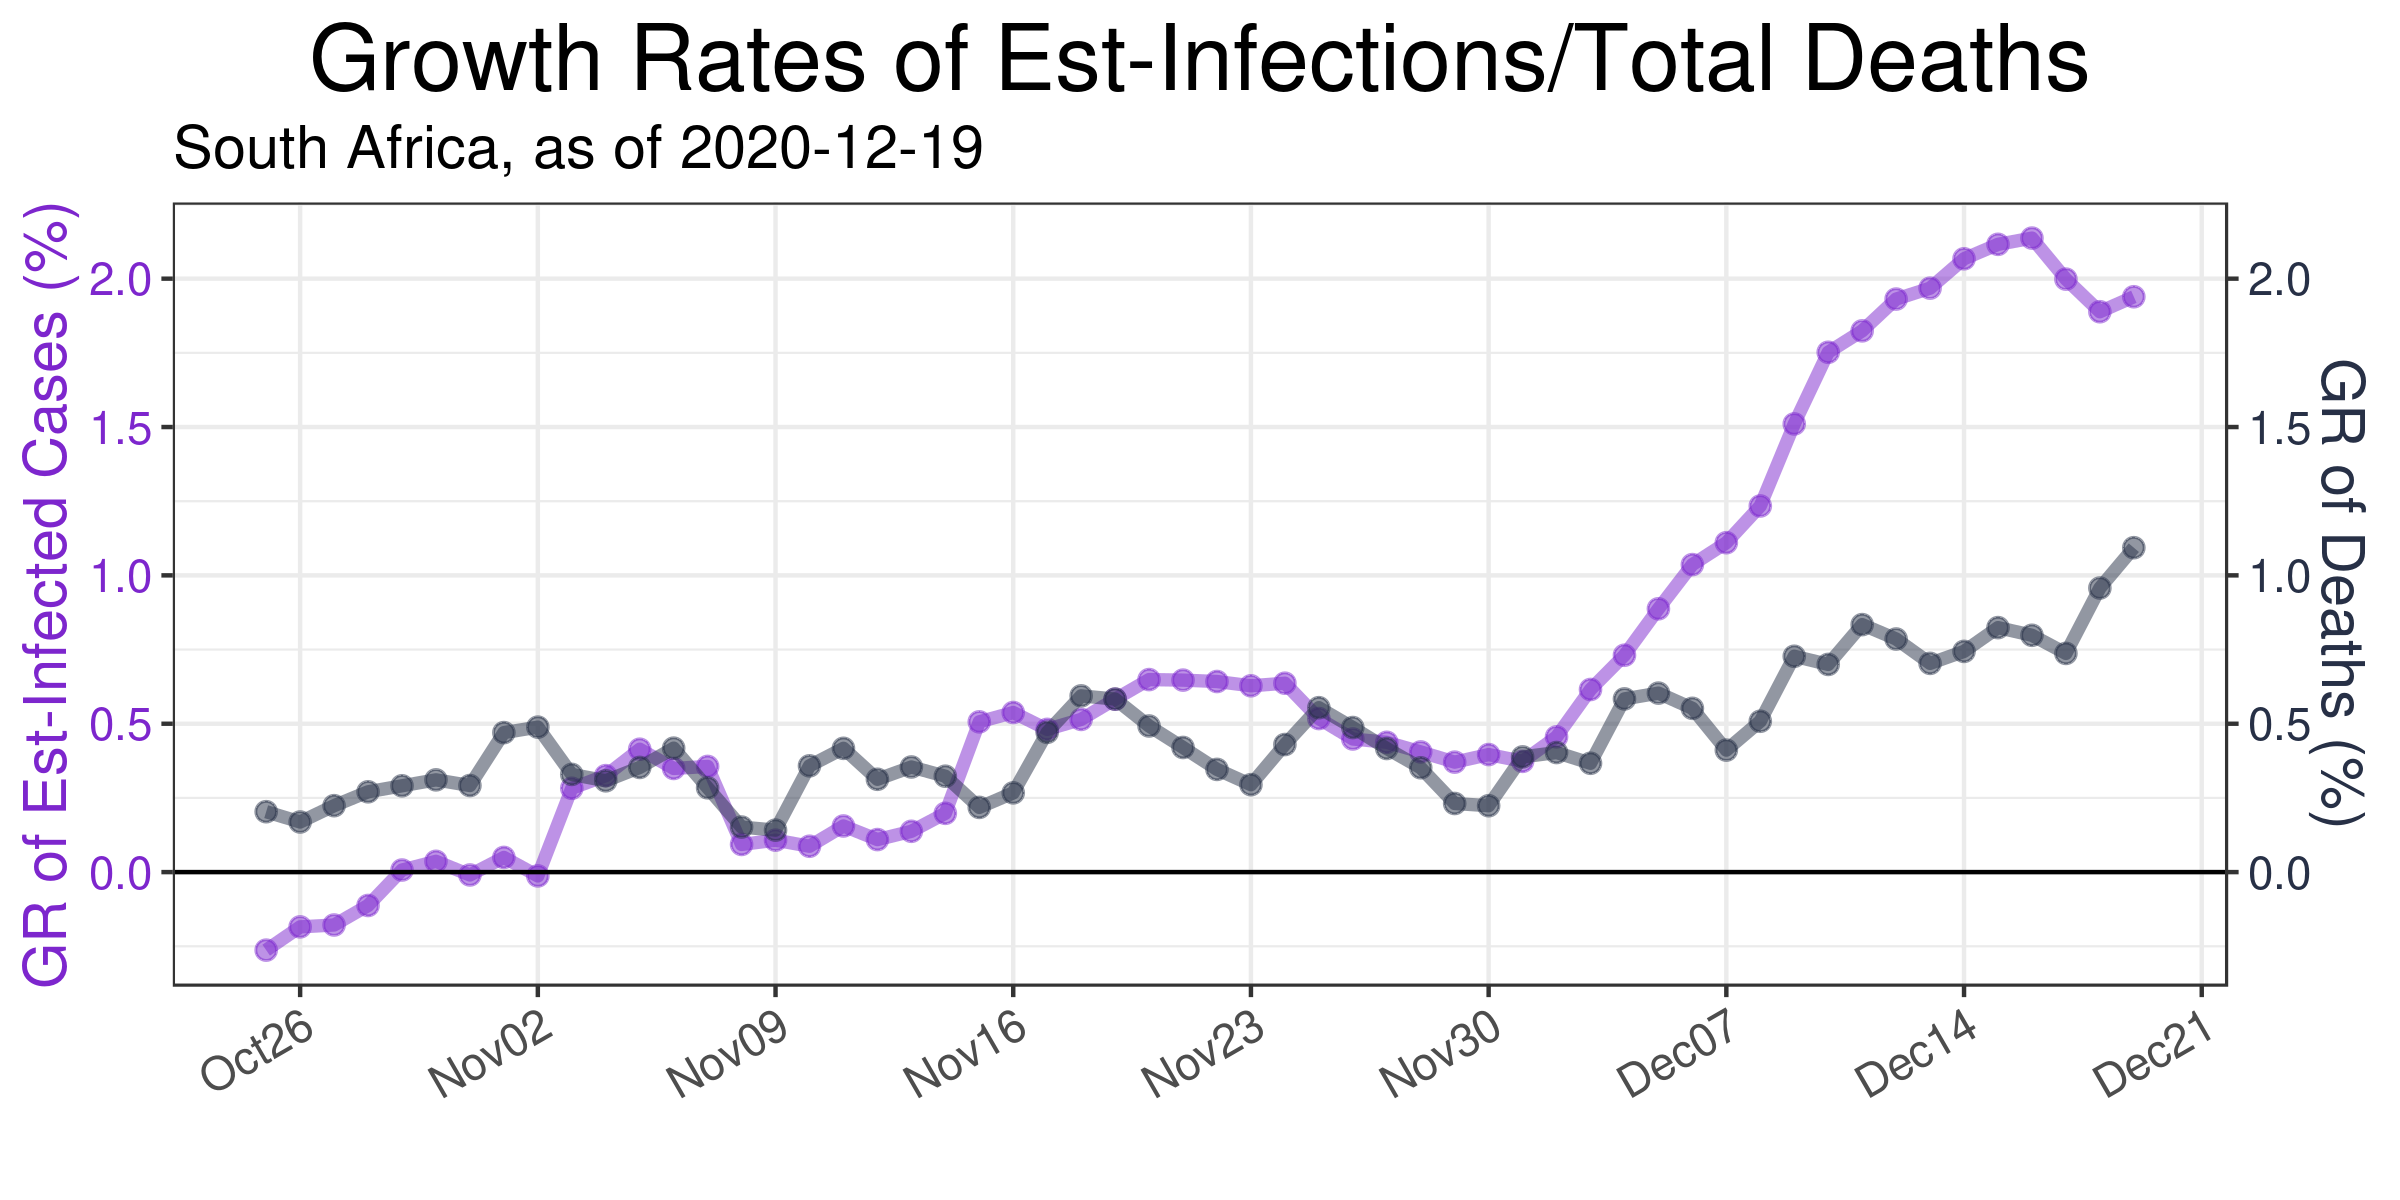 Growth Rates of Est-Infections/Total Deaths
South Africa, as of 2020-12-19
GR of Est-Infected Cases (%)
2.0
1.5
1.0
0.5
0.0
2.0
1.5
1.0
0.5
0.0
GR of Deaths (%)
Oct26
Nov02
Nov09
Nov16
Nov23
Nov30
Dec07
Dec14
Dec21